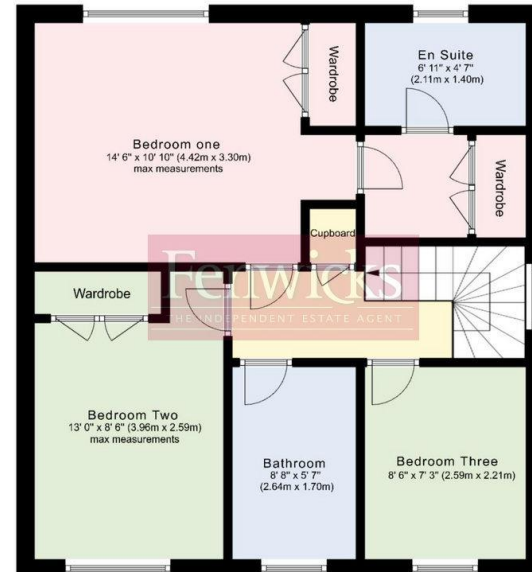 Wardrobe
En Suite
6' 11" x 4' 7"
(2.11m x 1.40m)
Bedroom one
14' 6" x 10' 10" (4.42m x 3.30m)
max measurements
Wardrobe
Cupboard
Fenwicks
THE INDEPENDENT ESTATE AGENT
Wardrobe
Bedroom Two
13' 0" x 8' 6" (3.96m x 2.59m)
max measurements
Bathroom
8' 8" x 5' 7"
(2.64m x 1.70m)
Bedroom Three
8' 6" x 7' 3" (2.59m x 2.21m)